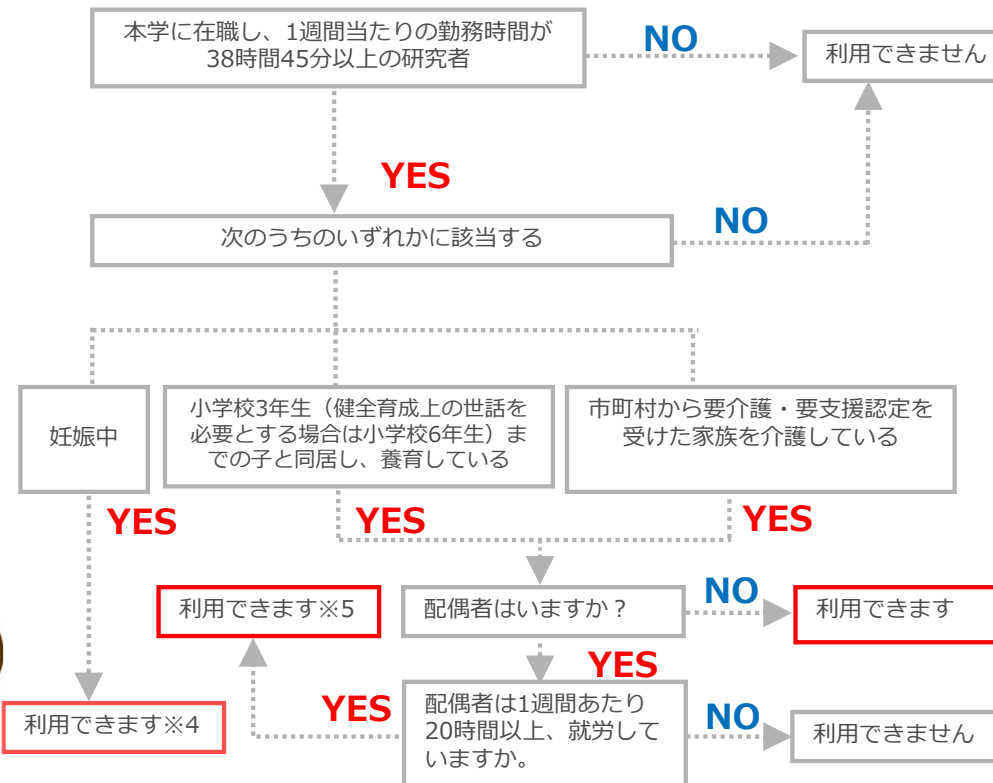 本学に在職し、1週間当たりの勤務時間が
38時間45分以上の研究者
NO
利用できません
YES
次のうちのいずれかに該当する
NO
妊娠中
小学校3年生（健全育成上の世話を
必要とする場合は小学校6年生）ま
での子と同居し、養育している
市町村から要介護・要支援認定を
受けた家族を介護している
YES
YES
YES
利用できます※5
配偶者はいますか？
NO
利用できます
YES
利用できます※4
YES
配偶者は1週間あたり
20時間以上、就労して
いますか。
NO
利用できません